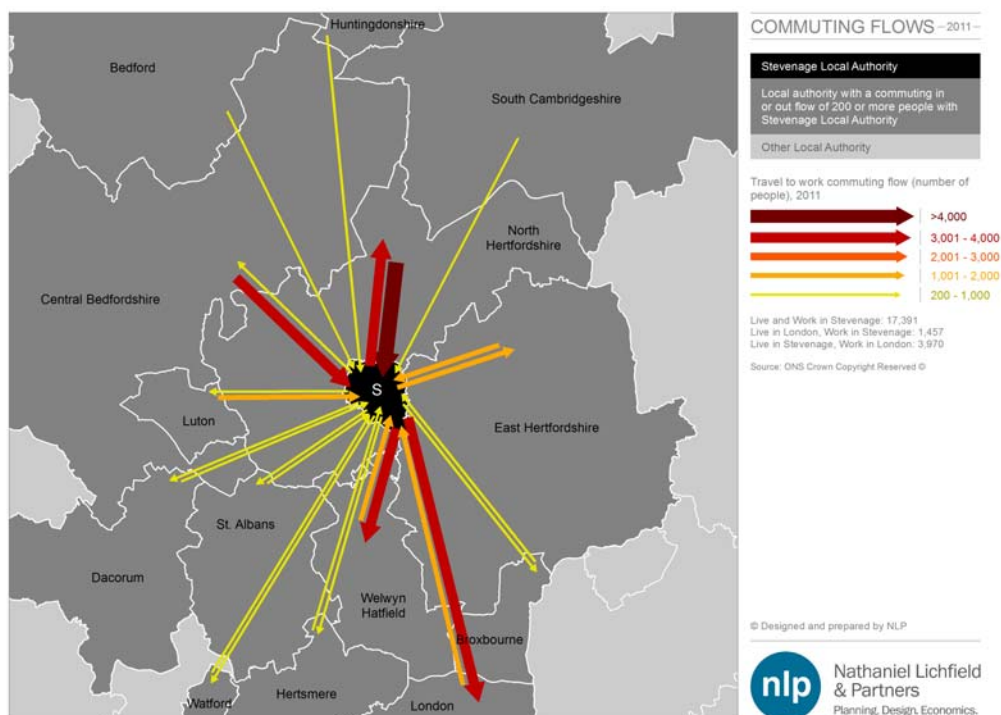 Huntingdonshire
Bedford
South Cambridgeshire
North
Hertfordshire
Central Bedfordshire
S
Luton
East Hertfordshire
St. Albans
Dacorum
Welwyn
Hatfield
Broxbourne
Watford
Hertsmere
London
COMMUTING FLOWS – 2011 –
Stevenage Local Authority
Local authority with a commuting in
or out flow of 200 or more people with
Stevenage Local Authority
Other Local Authority
Travel to work commuting flow (number of
people), 2011
>4,000
3,001 - 4,000
2,001 - 3,000
1,001 - 2,000
200 - 1,000
Live and Work in Stevenage: 17,391
Live in London, Work in Stevenage: 1,457
Live in Stevenage, Work in London: 3,970
Source: ONS Crown Copyright Reserved ©
© Designed and prepared by NLP
nlp
Nathaniel Lichfield
& Partners
Planning. Design. Economics.